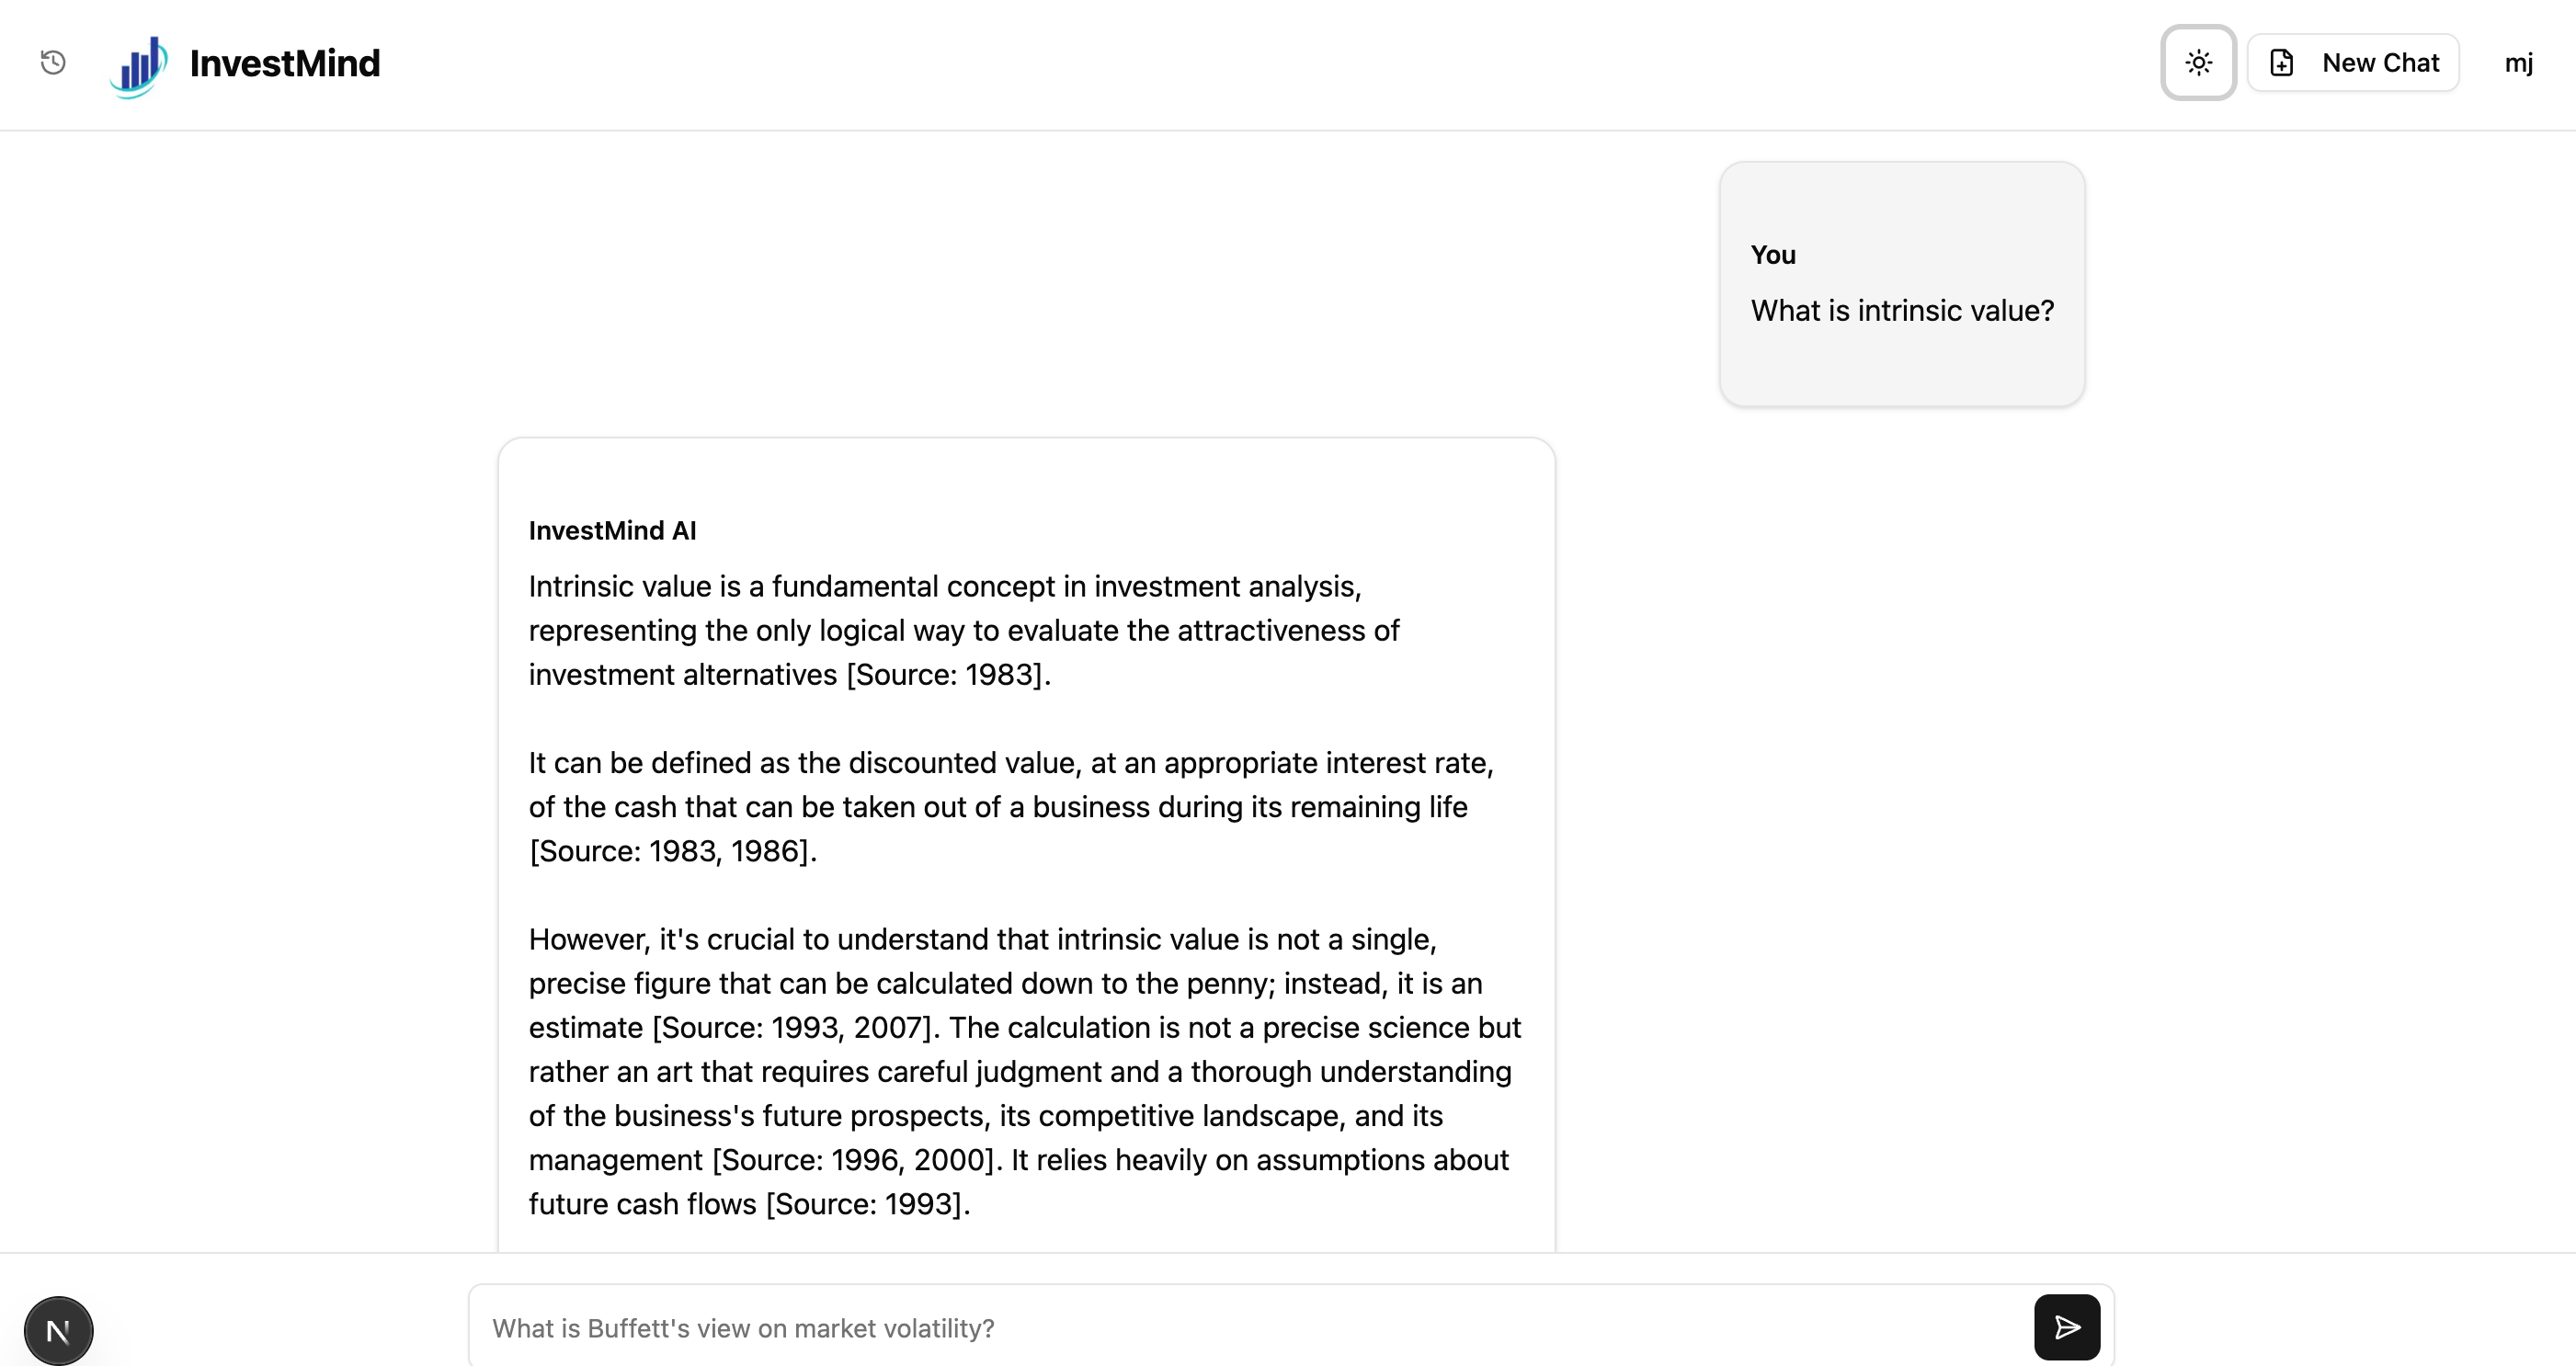 InvestMind
New Chat
mj
You
What is intrinsic value?
InvestMind AI
Intrinsic value is a fundamental concept in investment analysis,
representing the only logical way to evaluate the attractiveness of
investment alternatives [Source: 1983].
It can be defined as the discounted value, at an appropriate interest rate,
of the cash that can be taken out of a business during its remaining life
[Source: 1983, 1986].
However, it's crucial to understand that intrinsic value is not a single,
precise figure that can be calculated down to the penny; instead, it is an
estimate [Source: 1993, 2007]. The calculation is not a precise science but
rather an art that requires careful judgment and a thorough understanding
of the business's future prospects, its competitive landscape, and its
management [Source: 1996, 2000]. It relies heavily on assumptions about
future cash flows [Source: 1993].
N
What is Buffett's view on market volatility?